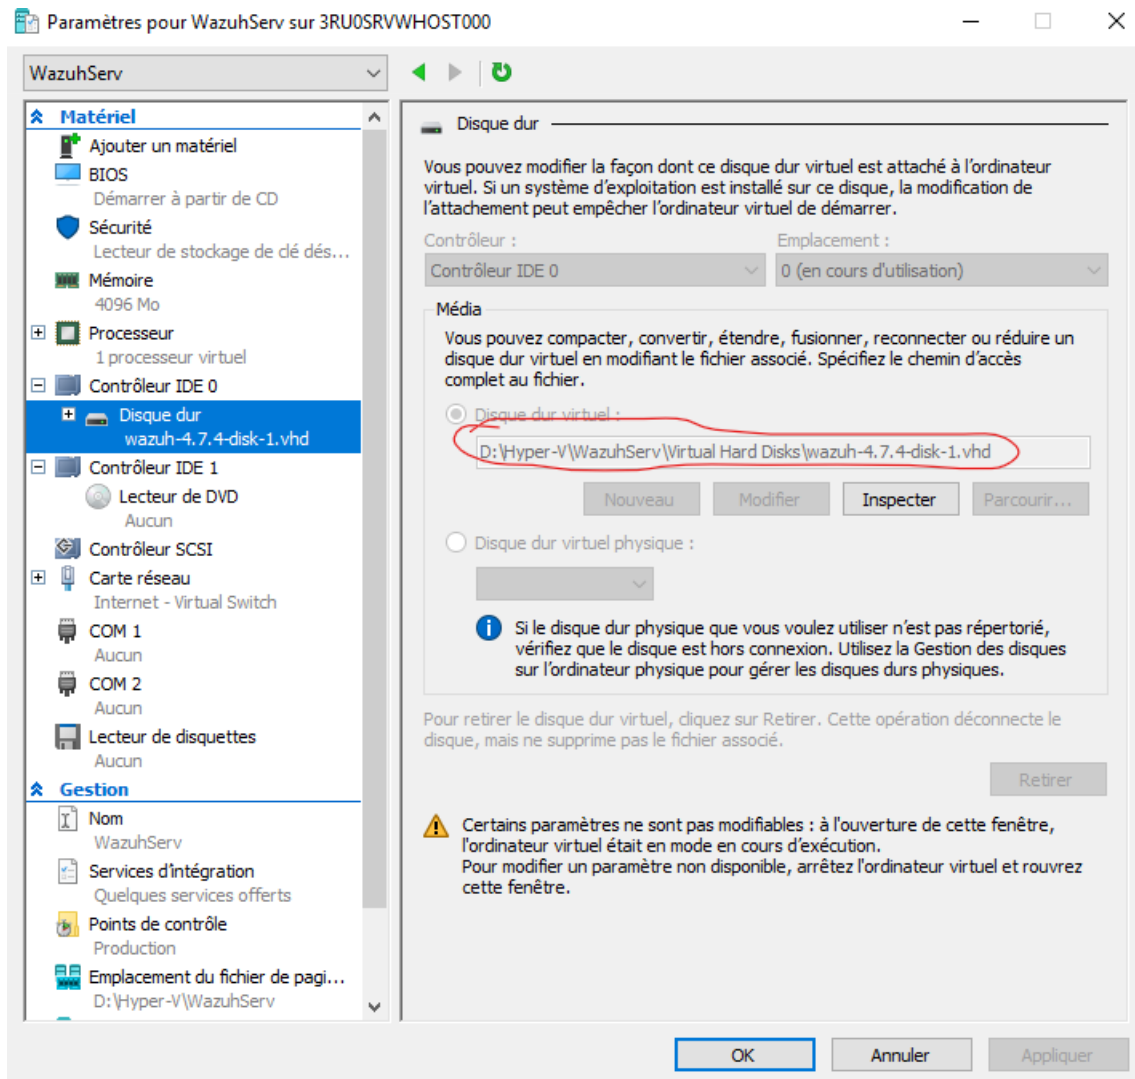 Paramètres pour WazuhServ sur 3RU0SRVWHOST000
WazuhServ
Matériel
Ajouter un matériel
BIOS
Démarrer à partir de CD
Sécurité
Lecteur de stockage de clé dés...
Mémoire
4096 Mo
Processeur
1 processeur virtuel
Contrôleur IDE 0
Disque dur
wazuh-4.7.4-disk-1.vhd
Contrôleur IDE 1
Lecteur de DVD
Aucun
Contrôleur SCSI
Carte réseau
Internet - Virtual Switch
COM 1
Aucun
COM 2
Aucun
Lecteur de disquettes
Aucun
Gestion
Nom
WazuhServ
Services d'intégration
Quelques services offerts
Points de contrôle
Production
Emplacement du fichier de pagi...
D:\Hyper-V\WazuhServ
Disque dur
Vous pouvez modifier la façon dont ce disque dur virtuel est attaché à l'ordinateur
virtuel. Si un système d'exploitation est installé sur ce disque, la modification de
l'attachement peut empêcher l'ordinateur virtuel de démarrer.
Contrôleur :
Emplacement :
Contrôleur IDE 0
0 (en cours d'utilisation)
Média
Vous pouvez compacter, convertir, étendre, fusionner, reconnecter ou réduire un
disque dur virtuel en modifiant le fichier associé. Spécifiez le chemin d'accès
complet au fichier.
Disque dur virtuel :
D:\Hyper-V\WazuhServ\Virtual Hard Disks\wazuh-4.7.4-disk-1.vhd
Nouveau
Modifier
Inspecter
Parcourir...
Disque dur virtuel physique :
Si le disque dur physique que vous voulez utiliser n'est pas répertorié,
vérifiez que le disque est hors connexion. Utilisez la Gestion des disques
sur l'ordinateur physique pour gérer les disques durs physiques.
Pour retirer le disque dur virtuel, cliquez sur Retirer. Cette opération déconnecte le
disque, mais ne supprime pas le fichier associé.
Retirer
Certains paramètres ne sont pas modifiables : à l'ouverture de cette fenêtre,
l'ordinateur virtuel était en mode en cours d'exécution.
Pour modifier un paramètre non disponible, arrêtez l'ordinateur virtuel et rouvrez
cette fenêtre.
OK
Annuler
Appliquer